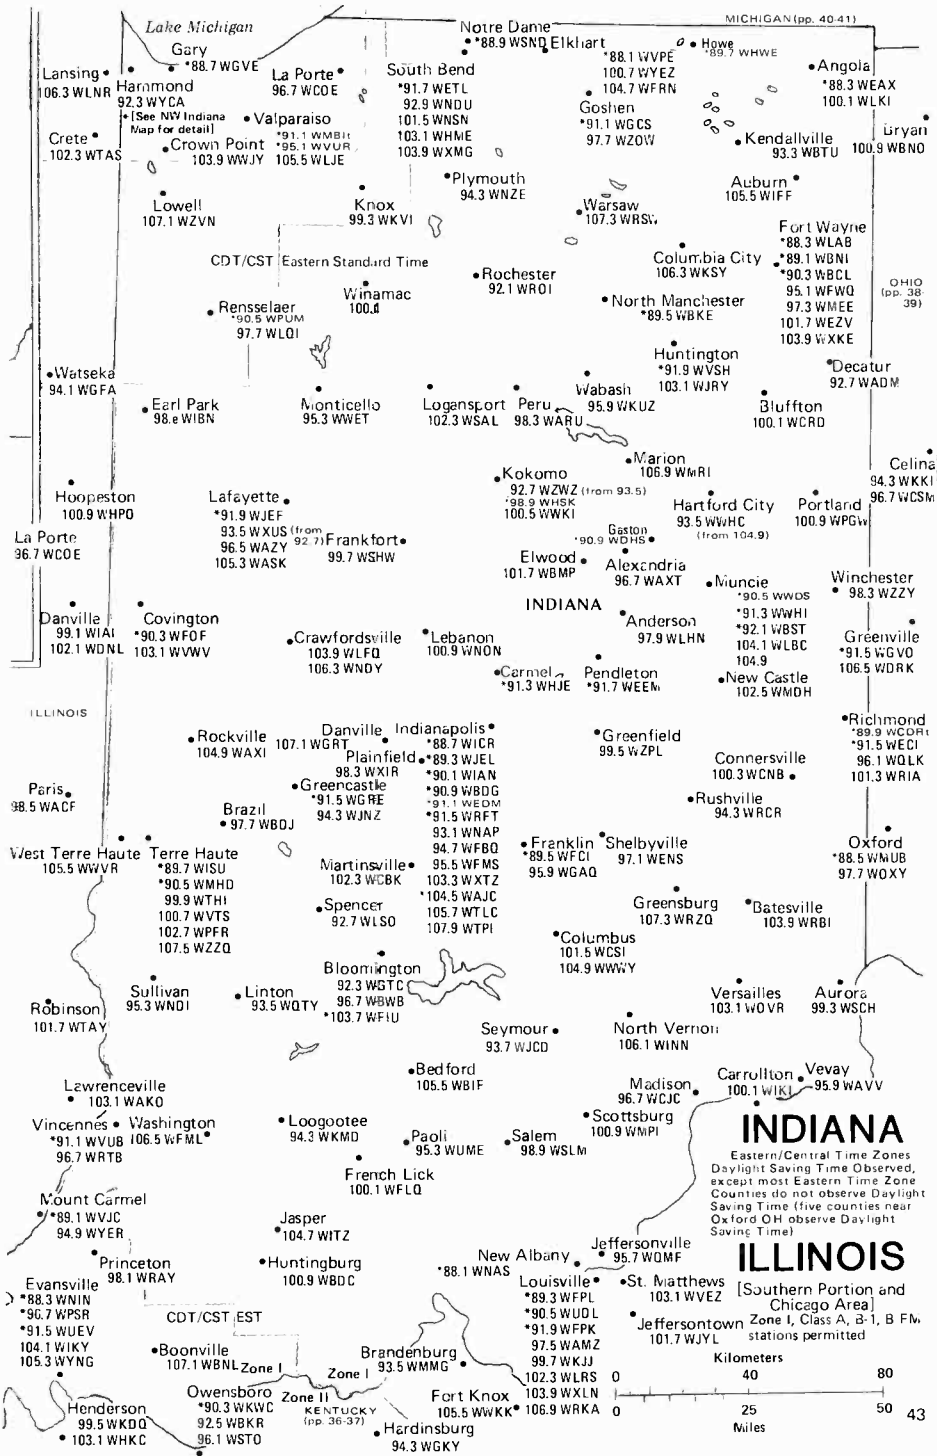 MICHIGAN (pp. 40-41)
Lake Michigan
Notre Dame
*88.9 WSND
Elkhart
*88.1 WVPE
100.7 WYEZ
104.7 WFRN
Howe
*89.7 WHWE
Gary
*88.7 WGVE
Lansing
106.3 WLNR
Hammond
92.3 WYCA
[See NW Indiana
Map for detail]
La Porte
96.7 WCOE
South Bend
*91.7 WETL
92.9 WNDU
101.5 WNSN
103.1 WHME
103.9 WXMG
Angola
*88.3 WEAX
100.1 WLKI
Goshen
*91.1 WGCS
97.7 WZOW
Crete
102.3 WTAS
Crown Point
103.9 WWJY
Valparaiso
*95.1 WVUR
105.5 WLJE
Kendallville
93.3 WBTU
Bryan
100.9 WBNO
Plymouth
94.3 WNZE
Auburn
105.5 WIFF
Lowell
107.1 WZVN
Knox
99.3 WKVI
Warsaw
107.3 WRSW
Fort Wayne
*88.3 WLAB
*89.1 WBNI
*90.3 WBCL
95.1 WFWQ
97.3 WMEE
101.7 WEZV
103.9 WXKE
CDT/CST
Eastern Standard Time
Columbia City
106.3 WKSY
OHIO
(pp. 38-
39)
Rochester
92.1 WROI
Winamac
Rensselaer
*90.5 WPUM
97.7 WLQI
North Manchester
*89.5 WBKE
Huntington
*91.9 WVSH
103.1 WJRY
Watseka
94.1 WGFA
Decatur
92.7 WADM
Earl Park
98.e WIBN
Monticello
95.3 WWET
Logansport
102.3 WSAL
Peru
98.3 WARU
Wabash
95.9 WKUZ
Bluffton
100.1 WCRD
Marion
106.9 WMRI
Celina
94.3 WKKI
96.7 WCSM
Hoopeston
100.9 WHPO
Lafayette
*91.9 WJEF
93.5 WXUS (from
92.7)
96.5 WAZY
105.3 WASK
Kokomo
92.7 WZWZ (from 93.5)
*98.9 WHSK
100.5 WWKI
Hartford City
93.5 WWHC
(from 104.9)
Portland
100.9 WPGW
La Porte
96.7 WCOE
Frankfort
99.7 WSHW
Gaston
*90.9 WDHS
Elwood
101.7 WBMP
Alexandria
96.7 WAXT
Muncie
*90.5 WWDS
*91.3 WWHI
*92.1 WBST
104.1 WLBC
104.9
Winchester
98.3 WZZY
INDIANA
Danville
99.1 WIAI
102.1 WDNL
Covington
*90.3 WFOF
103.1 WVWV
Crawfordsville
103.9 WLFQ
106.3 WNDY
Lebanon
100.9 WNON
Anderson
97.9 WLHN
Greenville
*91.5 WGVO
106.5 WDRK
Carmel
*91.3 WHJE
Pendleton
*91.7 WEEM
New Castle
102.5 WMDH
ILLINOIS
Rockville
104.9 WAXI
Danville
107.1 WGRT
Plainfield
98.3 WXIR
Indianapolis
*88.7 WICR
*89.3 WJEL
*90.1 WIAN
*90.9 WBDG
*91.1 WEDM
*91.5 WRFT
93.1 WNAP
94.7 WFBQ
95.5 WFMS
103.3 WXTZ
*104.5 WAJC
105.7 WTLC
107.9 WTPI
Greenfield
99.5 WZPL
Richmond
*91.5 WECI
96.1 WQLK
101.3 WRIA
Connersville
100.3 WCNB
Paris
98.5 WACF
Greencastle
*91.5 WGRE
94.3 WJNZ
Rushville
94.3 WRCR
Brazil
97.7 WBDJ
West Terre Haute
105.5 WWVR
Terre Haute
*89.7 WISU
*90.5 WMHD
99.9 WTHI
100.7 WVTS
102.7 WPFR
107.5 WZZQ
Martinsville
102.3 WCBK
Franklin
*89.5 WFCI
95.9 WGAQ
Shelbyville
97.1 WENS
Oxford
*88.5 WMUB
97.7 WOXY
Spencer
92.7 WLSO
Greensburg
107.3 WRZQ
Batesville
103.9 WRBI
Columbus
101.5 WCSI
104.9 WWWY
Bloomington
92.3 WGTC
96.7 WBWB
*103.7 WFIU
Robinson
101.7 WTAY
Sullivan
95.3 WNDI
Linton
93.5 WQTY
Versailles
103.1 WOVR
Aurora
99.3 WSCH
Seymour
93.7 WJCD
North Vernon
106.1 WINN
Bedford
105.5 WBIF
Lawrenceville
103.1 WAKO
Madison
96.7 WCJC
Carrollton
100.1 WIKI
Vevay
95.9 WAVV
Vincennes
*91.1 WVUB
96.7 WRTB
Washington
106.5 WFML
Loogootee
94.3 WKMD
Scottsburg
100.9 WMPI
Paoli
95.3 WUME
Salem
98.9 WSLM
French Lick
100.1 WFLQ
INDIANA
Eastern/Central Time Zones
Daylight Saving Time Observed,
except most Eastern Time Zone
Counties do not observe Daylight
Saving Time (five counties near
Oxford OH observe Daylight
Saving Time)
Mount Carmel
*89.1 WVJC
94.9 WYER
Jasper
104.7 WITZ
Princeton
98.1 WRAY
Huntingburg
100.9 WBDC
New Albany
*88.1 WNAS
Jeffersonville
95.7 WQMF
ILLINOIS
[Southern Portion and
Chicago Area]
Zone I, Class A, B-1, B FM
stations permitted
Evansville
*88.3 WNIN
*90.7 WPSR
*91.5 WUEV
104.1 WIKY
105.3 WYNG
Louisville
*89.3 WFPL
*90.5 WUOL
*91.9 WFPK
97.5 WAMZ
99.7 WKJJ
102.3 WLRS
103.9 WXLN
106.9 WRKA
St. Matthews
103.1 WVEZ
Jeffersontown
101.7 WJYL
CDT/CST
EST
Boonville
107.1 WBNL
Zone I
Zone I
Zone II
Brandenburg
93.5 WMMG
Owensboro
*90.3 WKWC
92.5 WBKR
96.1 WSTO
KENTUCKY
(pp. 36-37)
Fort Knox
105.5 WWKK
Henderson
99.5 WKDQ
103.1 WHKC
Hardinsburg
94.3 WGKY
Kilometers
0 40 80
0 25 50
Miles
43